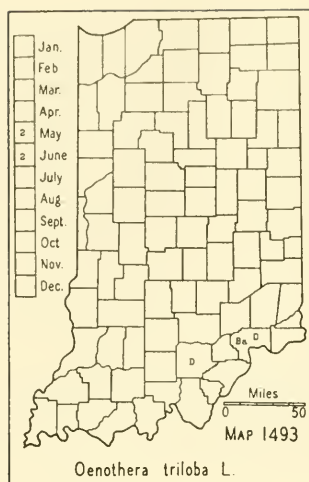 Jan.
Feb
Mar.
Apr.
2 May
2 June
July
Aug.
Sept.
Oct
Nov.
Dec.
D
Ba D
Miles
0 50
MAP 1493
Oenothera triloba L.